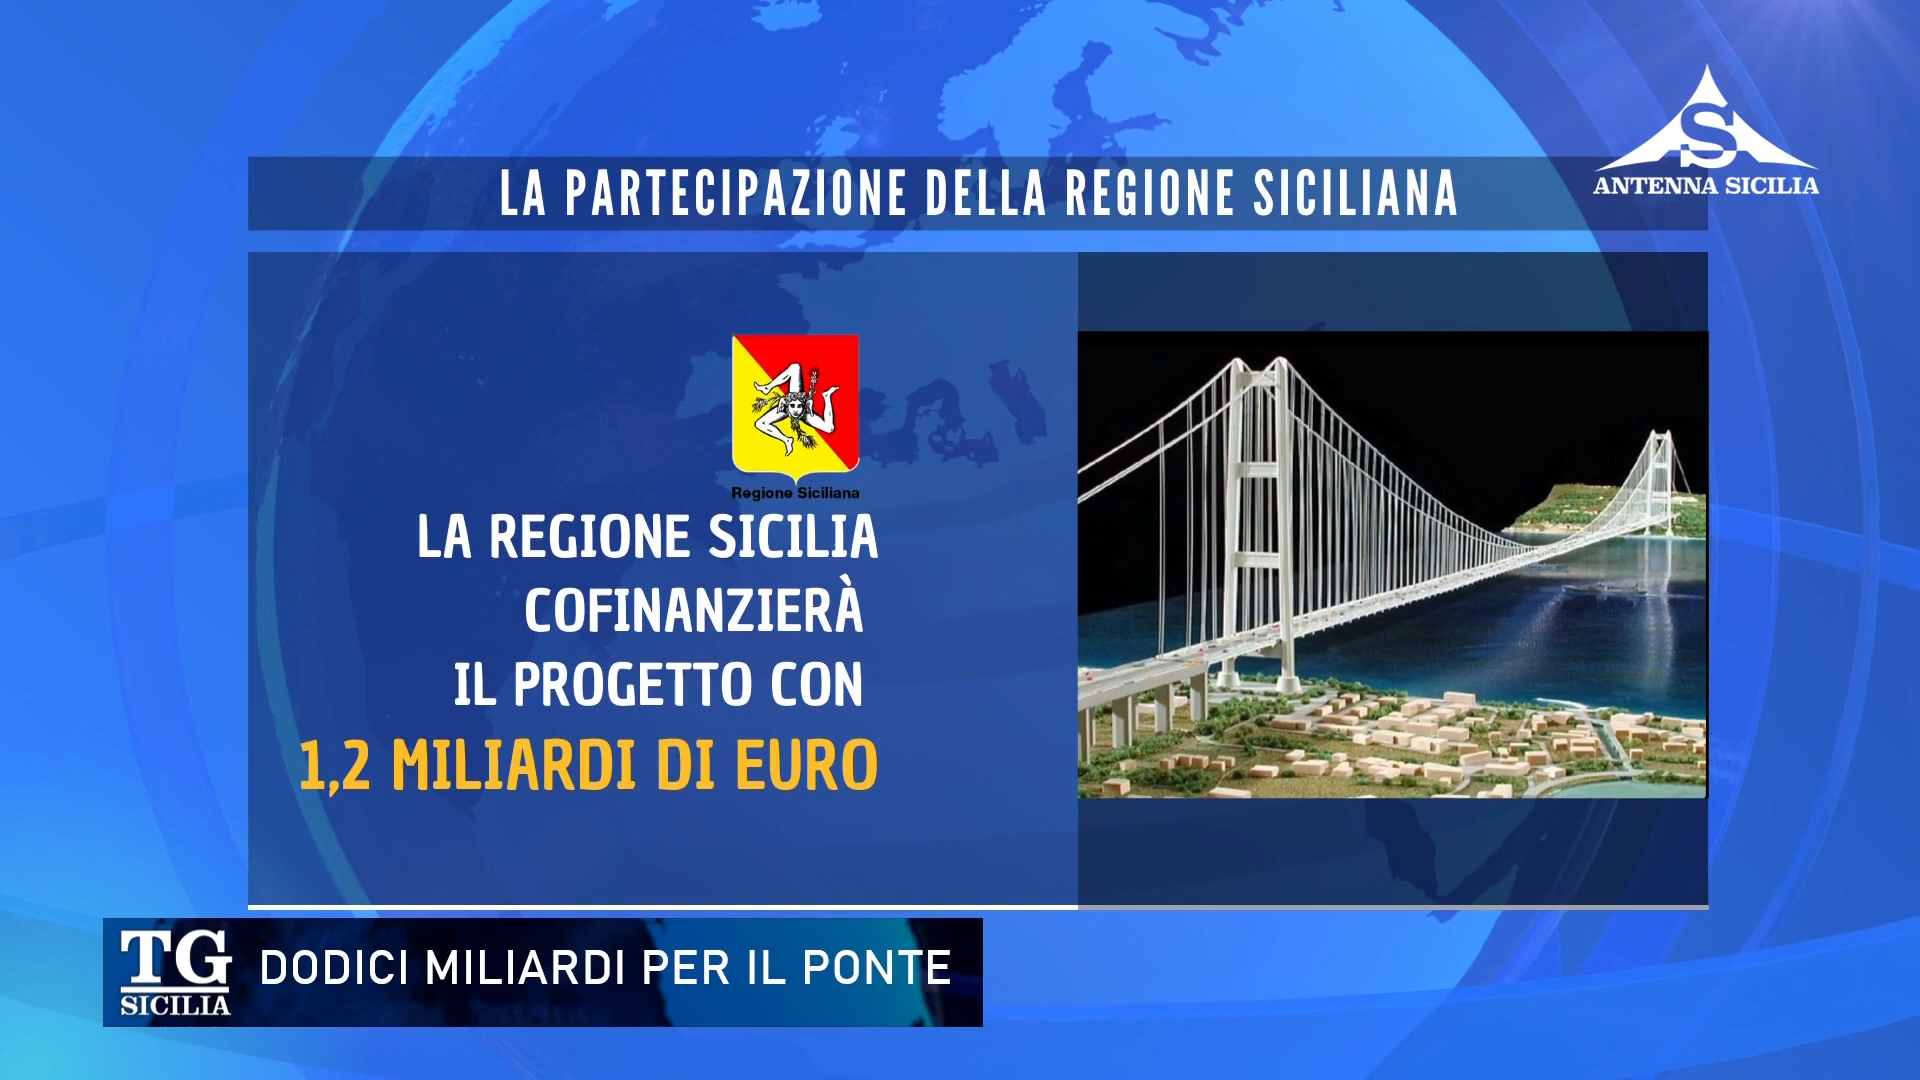 LA PARTECIPAZIONE DELLA REGIONE SICILIANA
S
ANTENNA SICILIA
Regione Siciliana
LA REGIONE SICILIA
COFINANZIERÀ
IL PROGETTO CON
1,2 MILIARDI DI EURO
TG
SICILIA
DODICI MILIARDI PER IL PONTE